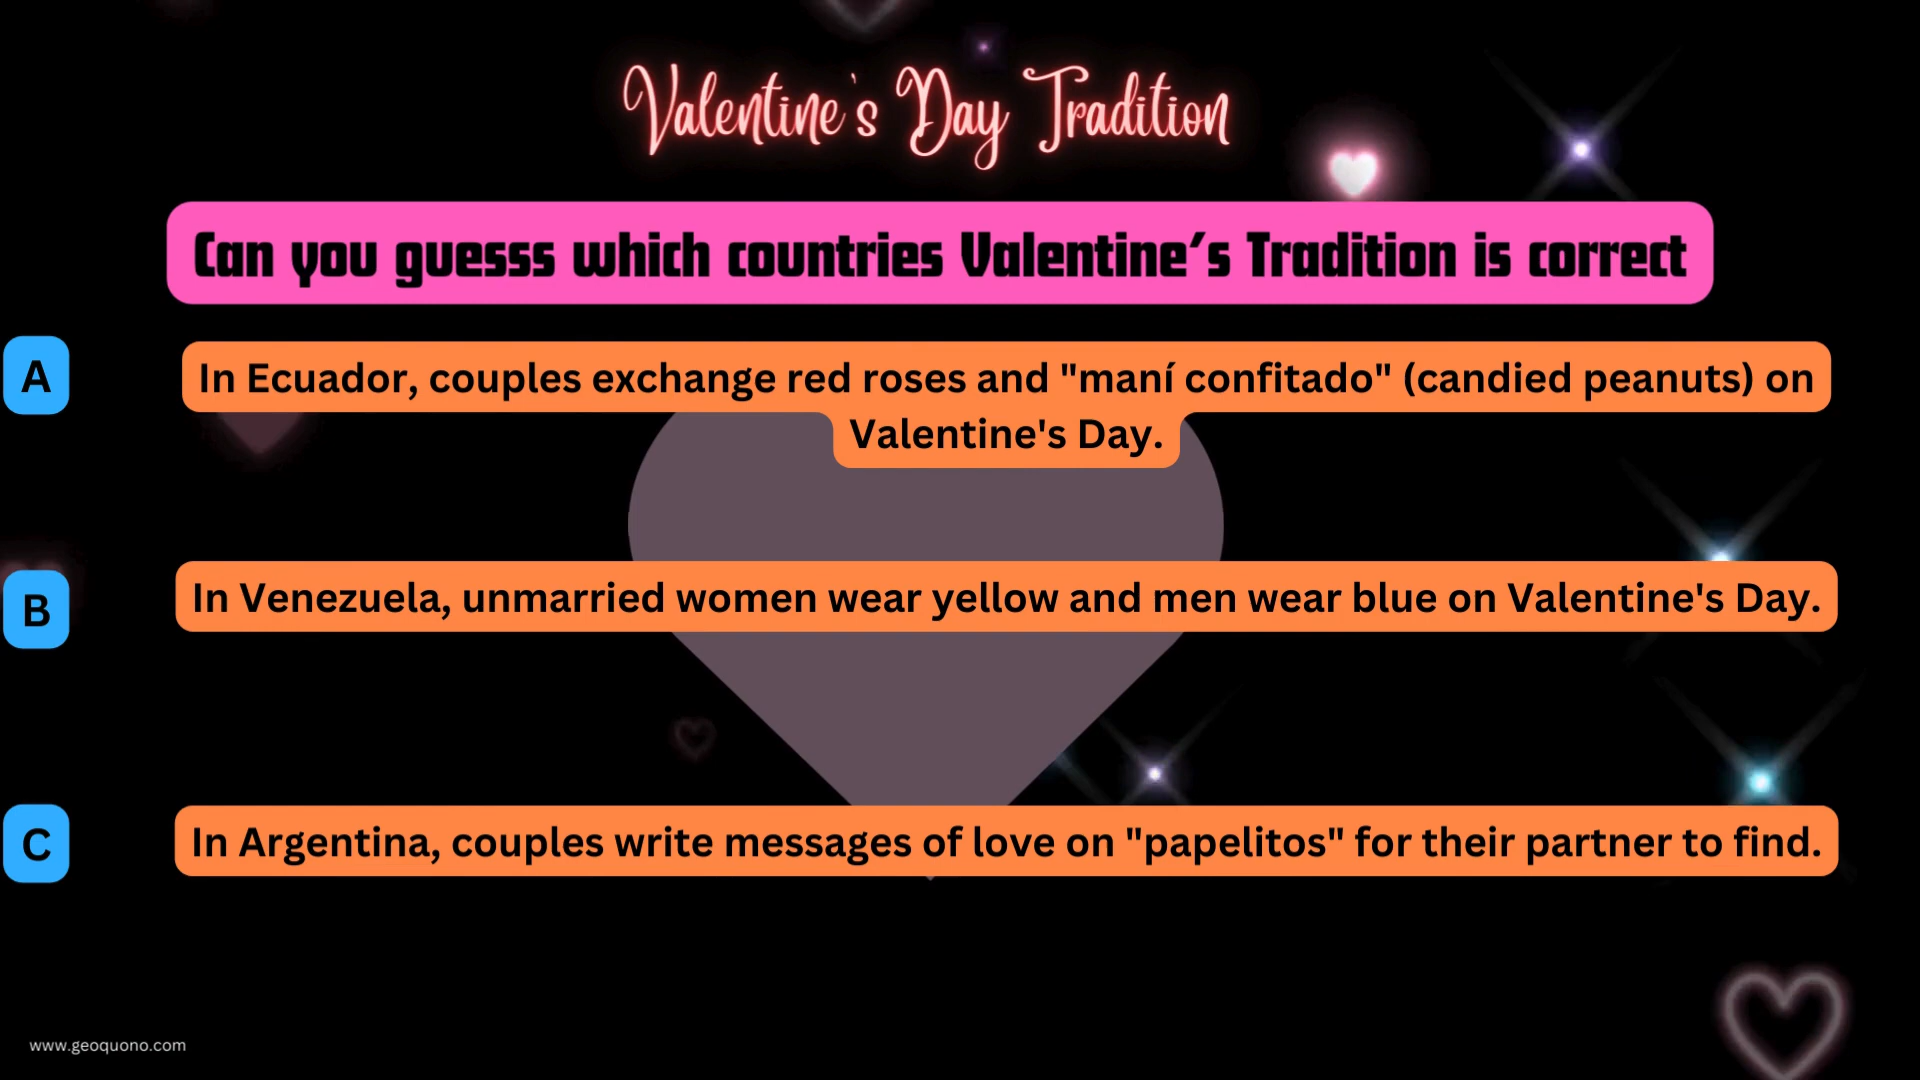 Valentine's Day Tradition
Can you guesss which countries Valentine's Tradition is correct
A
In Ecuador, couples exchange red roses and "maní confitado" (candied peanuts) on
Valentine's Day.
B
In Venezuela, unmarried women wear yellow and men wear blue on Valentine's Day.
C
In Argentina, couples write messages of love on "papelitos" for their partner to find.
www.geoquono.com